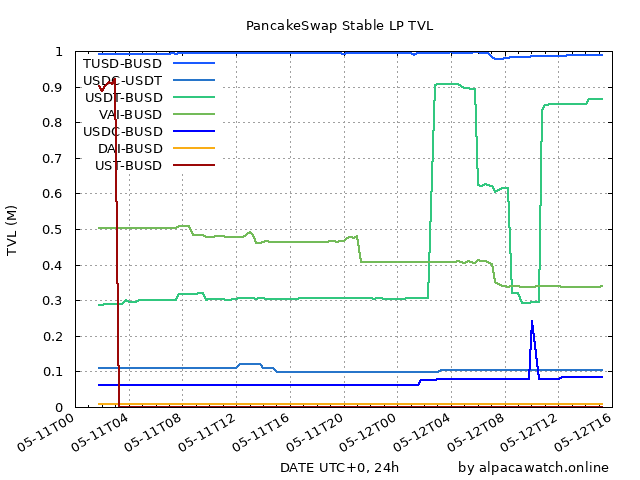 PancakeSwap Stable LP TVL
TVL (M)
1
0.9
0.8
0.7
0.6
0.5
0.4
0.3
0.2
0.1
0
TUSD-BUSD
USDC-USDT
USDT-BUSD
VAI-BUSD
USDC-BUSD
DAI-BUSD
UST-BUSD
05-11T00
05-11T04
05-11T08
05-11T12
05-11T16
05-11T20
05-12T00
05-12T04
05-12T08
05-12T12
05-12T16
DATE UTC+0, 24h
by alpacawatch.online